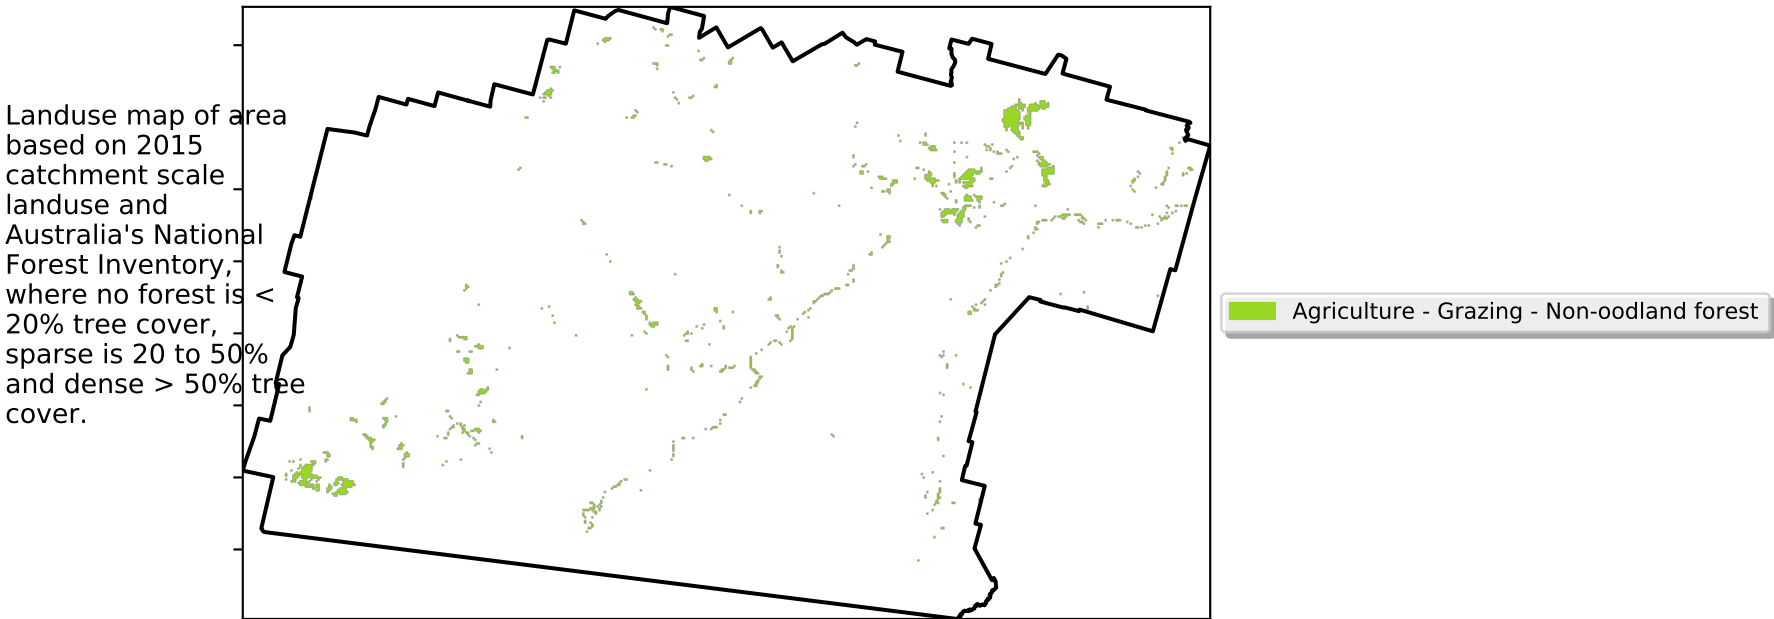 Landuse map of area
based on 2015
catchment scale
landuse and
Australia's National
Forest Inventory,
where no forest is <
20% tree cover,
sparse is 20 to 50%
and dense > 50% tree
cover.
Agriculture - Grazing - Non-oodland forest